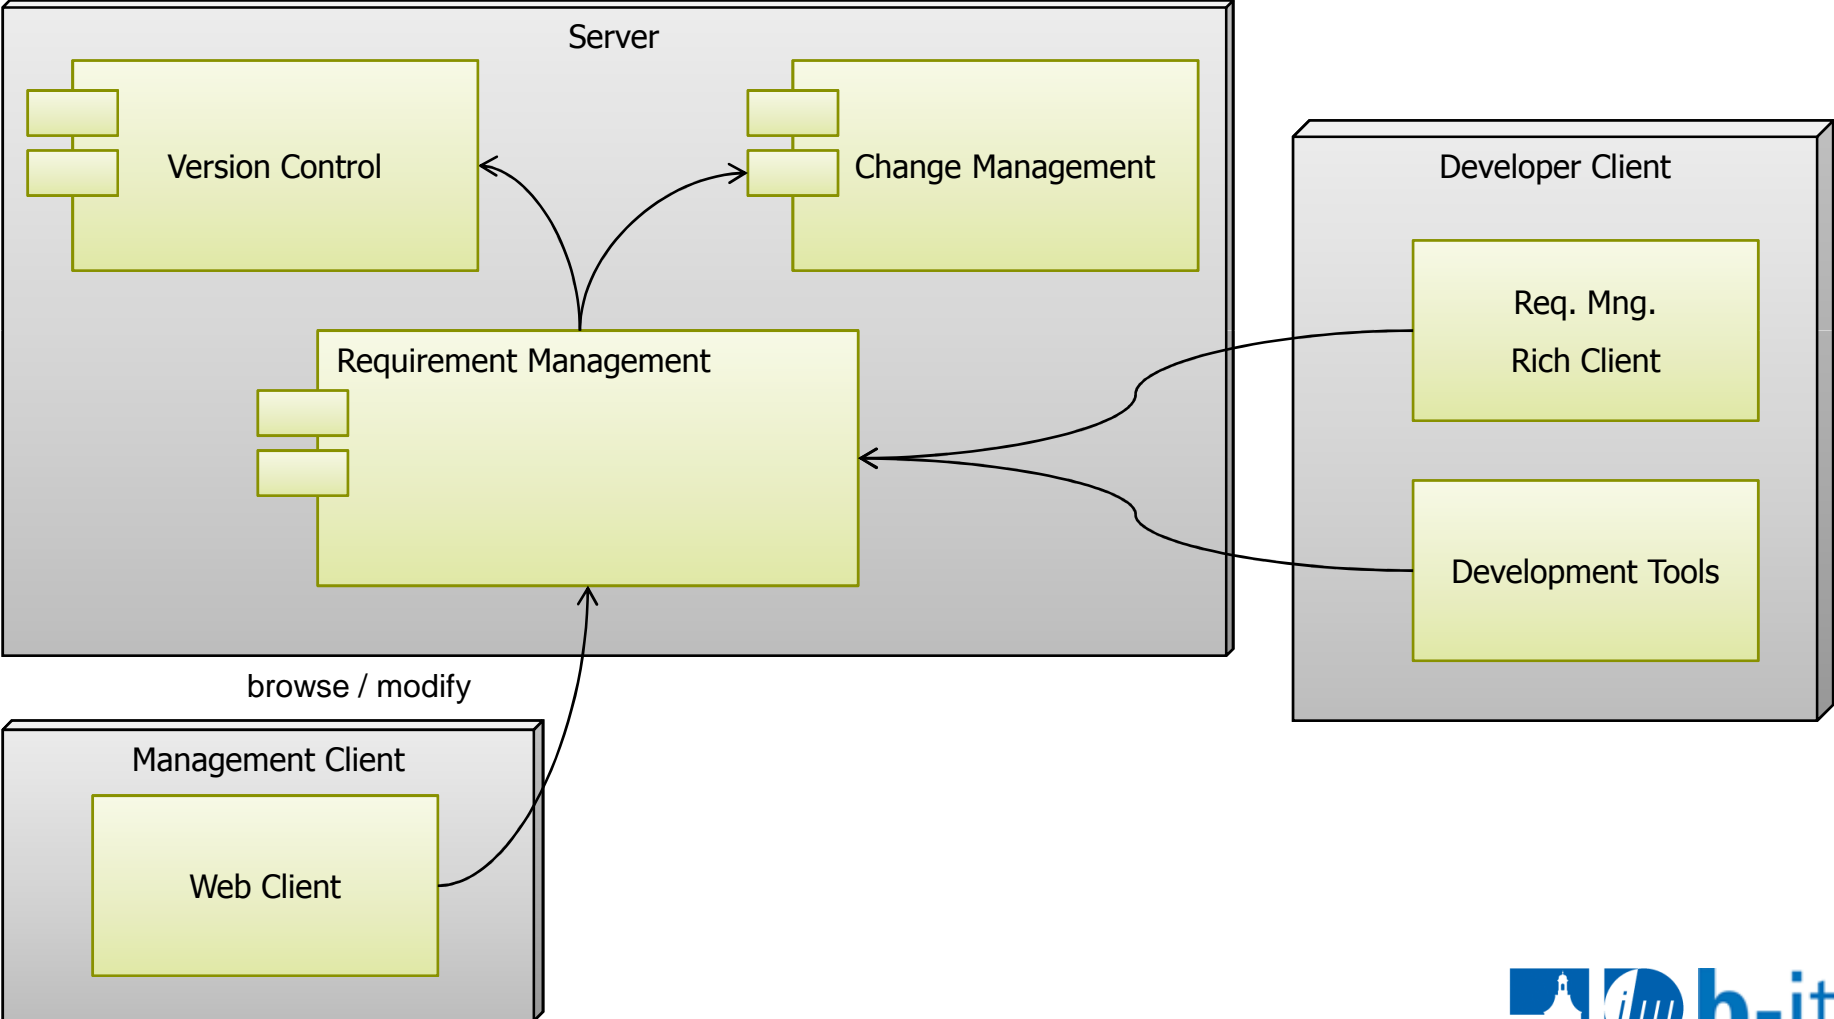 Server
Version Control
Change Management
Developer Client
Req. Mng.
Rich Client
Requirement Management
Development Tools
browse / modify
Management Client
Web Client
b-it